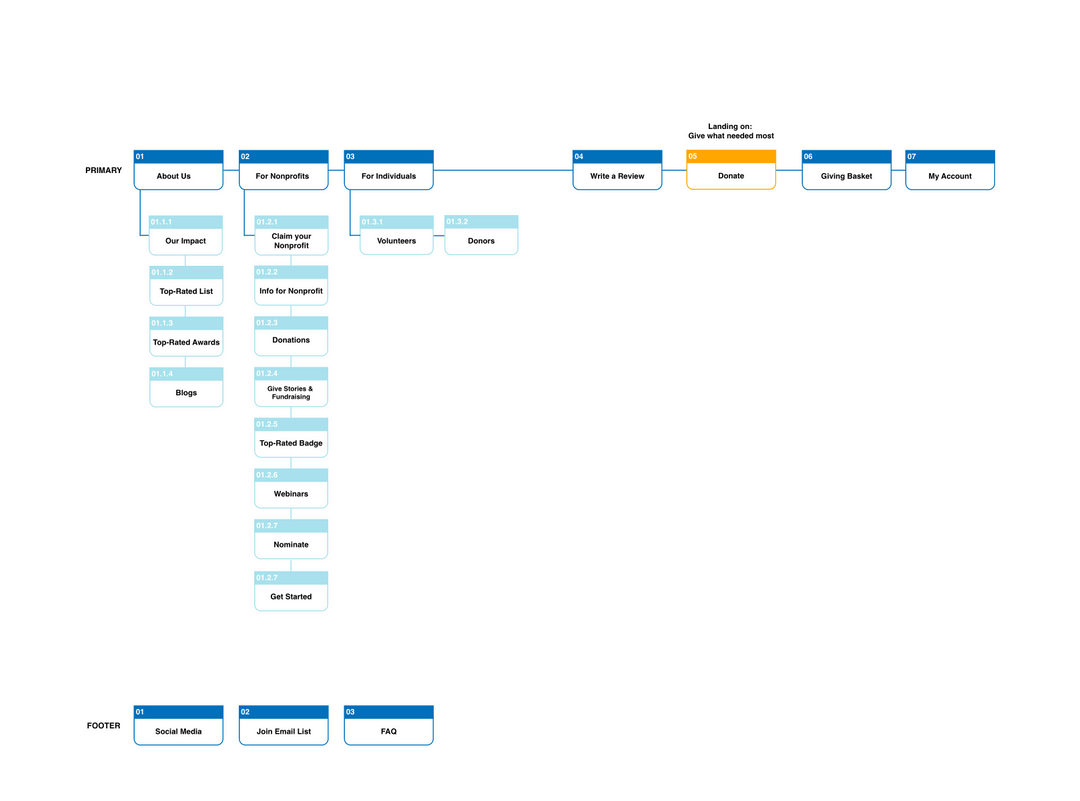 Landing on:
Give what needed most
PRIMARY
01
About Us
02
For Nonprofits
03
For Individuals
04
Write a Review
05
Donate
06
Giving Basket
07
My Account
01.1.1
Our Impact
01.1.2
Top-Rated List
01.1.3
Top-Rated Awards
01.1.4
Blogs
01.2.1
Claim your
Nonprofit
01.2.2
Info for Nonprofit
01.2.3
Donations
01.2.4
Give Stories &
Fundraising
01.2.5
Top-Rated Badge
01.2.6
Webinars
01.2.7
Nominate
01.2.7
Get Started
01.3.1
Volunteers
01.3.2
Donors
FOOTER
01
Social Media
02
Join Email List
03
FAQ